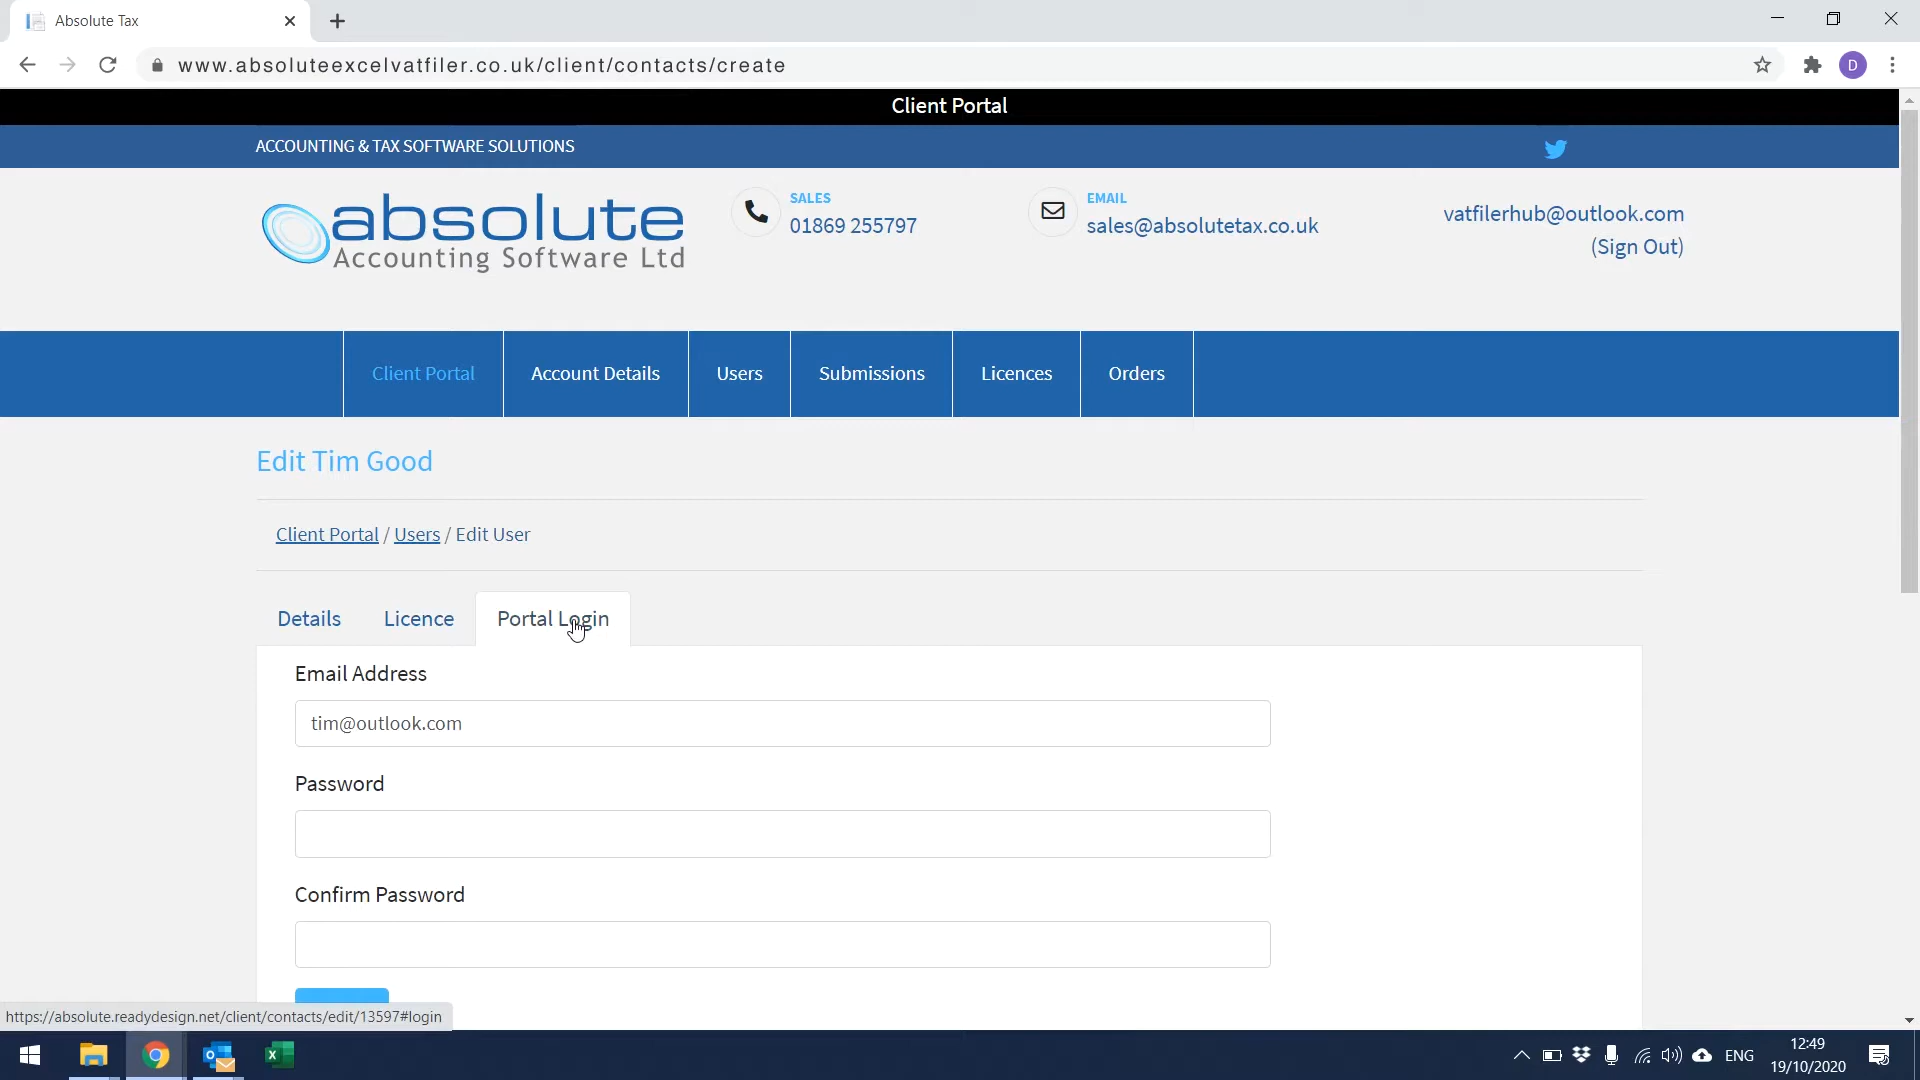 Absolute Tax
www.absoluteexcelvatfiler.co.uk/client/contacts/create
D
Client Portal
ACCOUNTING & TAX SOFTWARE SOLUTIONS
absolute
Accounting Software Ltd
SALES
01869 255797
EMAIL
sales@absolutetax.co.uk
vatfilerhub@outlook.com
(Sign Out)
Client Portal
Account Details
Users
Submissions
Licences
Orders
Edit Tim Good
Client Portal / Users / Edit User
Details
Licence
Portal Login
Email Address
tim@outlook.com
Password
Confirm Password
https://absolute.readydesign.net/client/contacts/edit/13597#login
ENG
12:49
19/10/2020